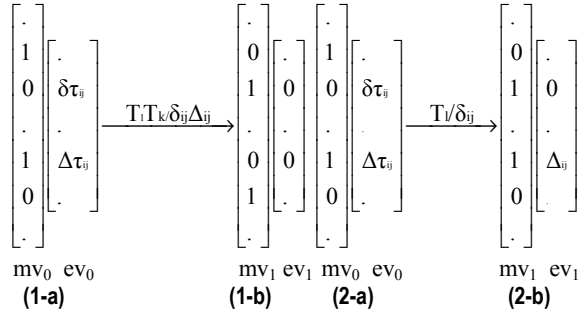 . . . .
1 . 0 . 1 . 0 .
0 δτij 1 0 0 δτij 1 0
TlTk/δijΔij Tl/δij
. . . .
1 Δτij 0 0 1 Δτij 1 Δij
0 . 1 . 0 . 0 .
. . . .
mv0 ev0 mv1 ev1 mv0 ev0 mv1 ev1
(1-a) (1-b) (2-a) (2-b)